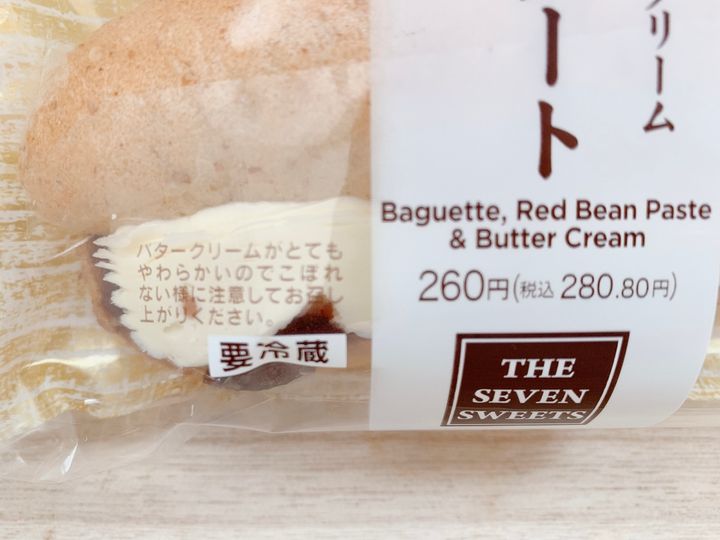 クリーム
ート
Baguette, Red Bean Paste
& Butter Cream
260円(税込 280.80円)
THE
SEVEN
SWEETS
バタークリームがとても
やわらかいのでこぼれ
ない様に注意してお召し
上がりください。
要冷蔵